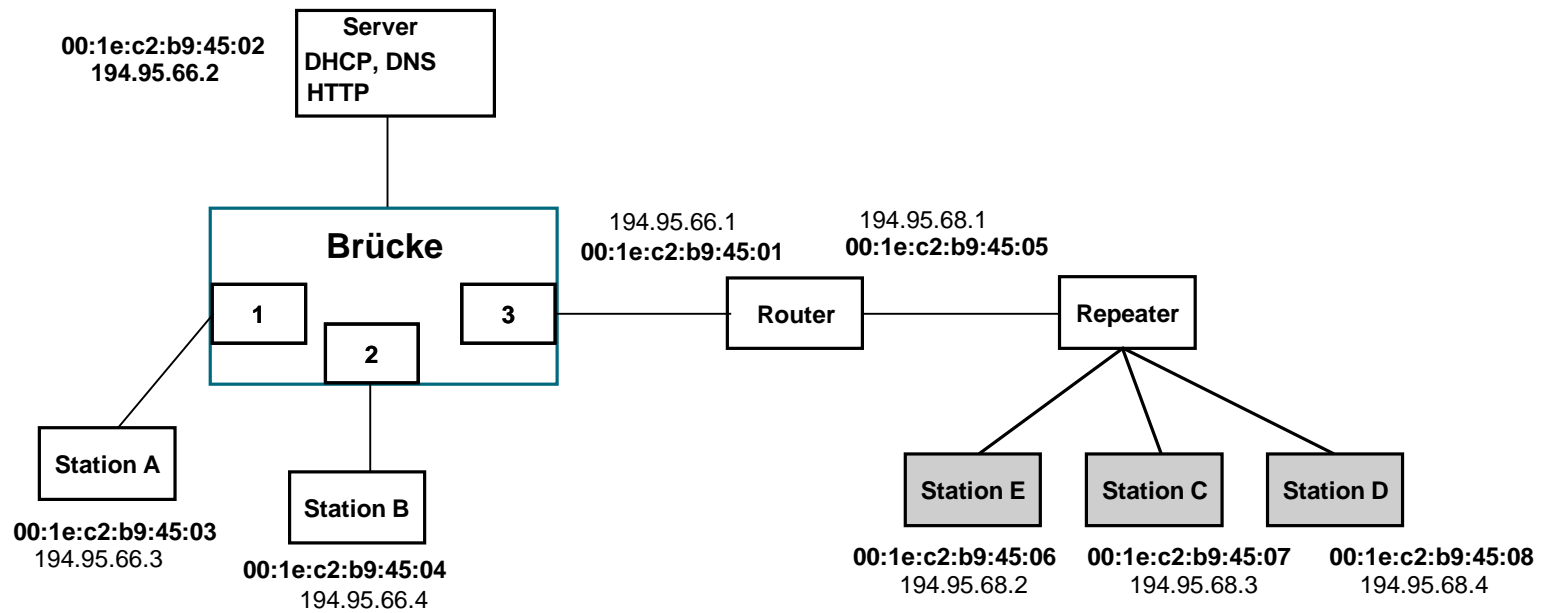 Server
00:1e:c2:b9:45:02
194.95.66.2
DHCP, DNS
HTTP
Brücke
1
2
3
194.95.66.1
00:1e:c2:b9:45:01
194.95.68.1
00:1e:c2:b9:45:05
Router
Repeater
Station A
00:1e:c2:b9:45:03
194.95.66.3
Station B
00:1e:c2:b9:45:04
194.95.66.4
Station E
Station C
Station D
00:1e:c2:b9:45:06
194.95.68.2
00:1e:c2:b9:45:07
194.95.68.3
00:1e:c2:b9:45:08
194.95.68.4